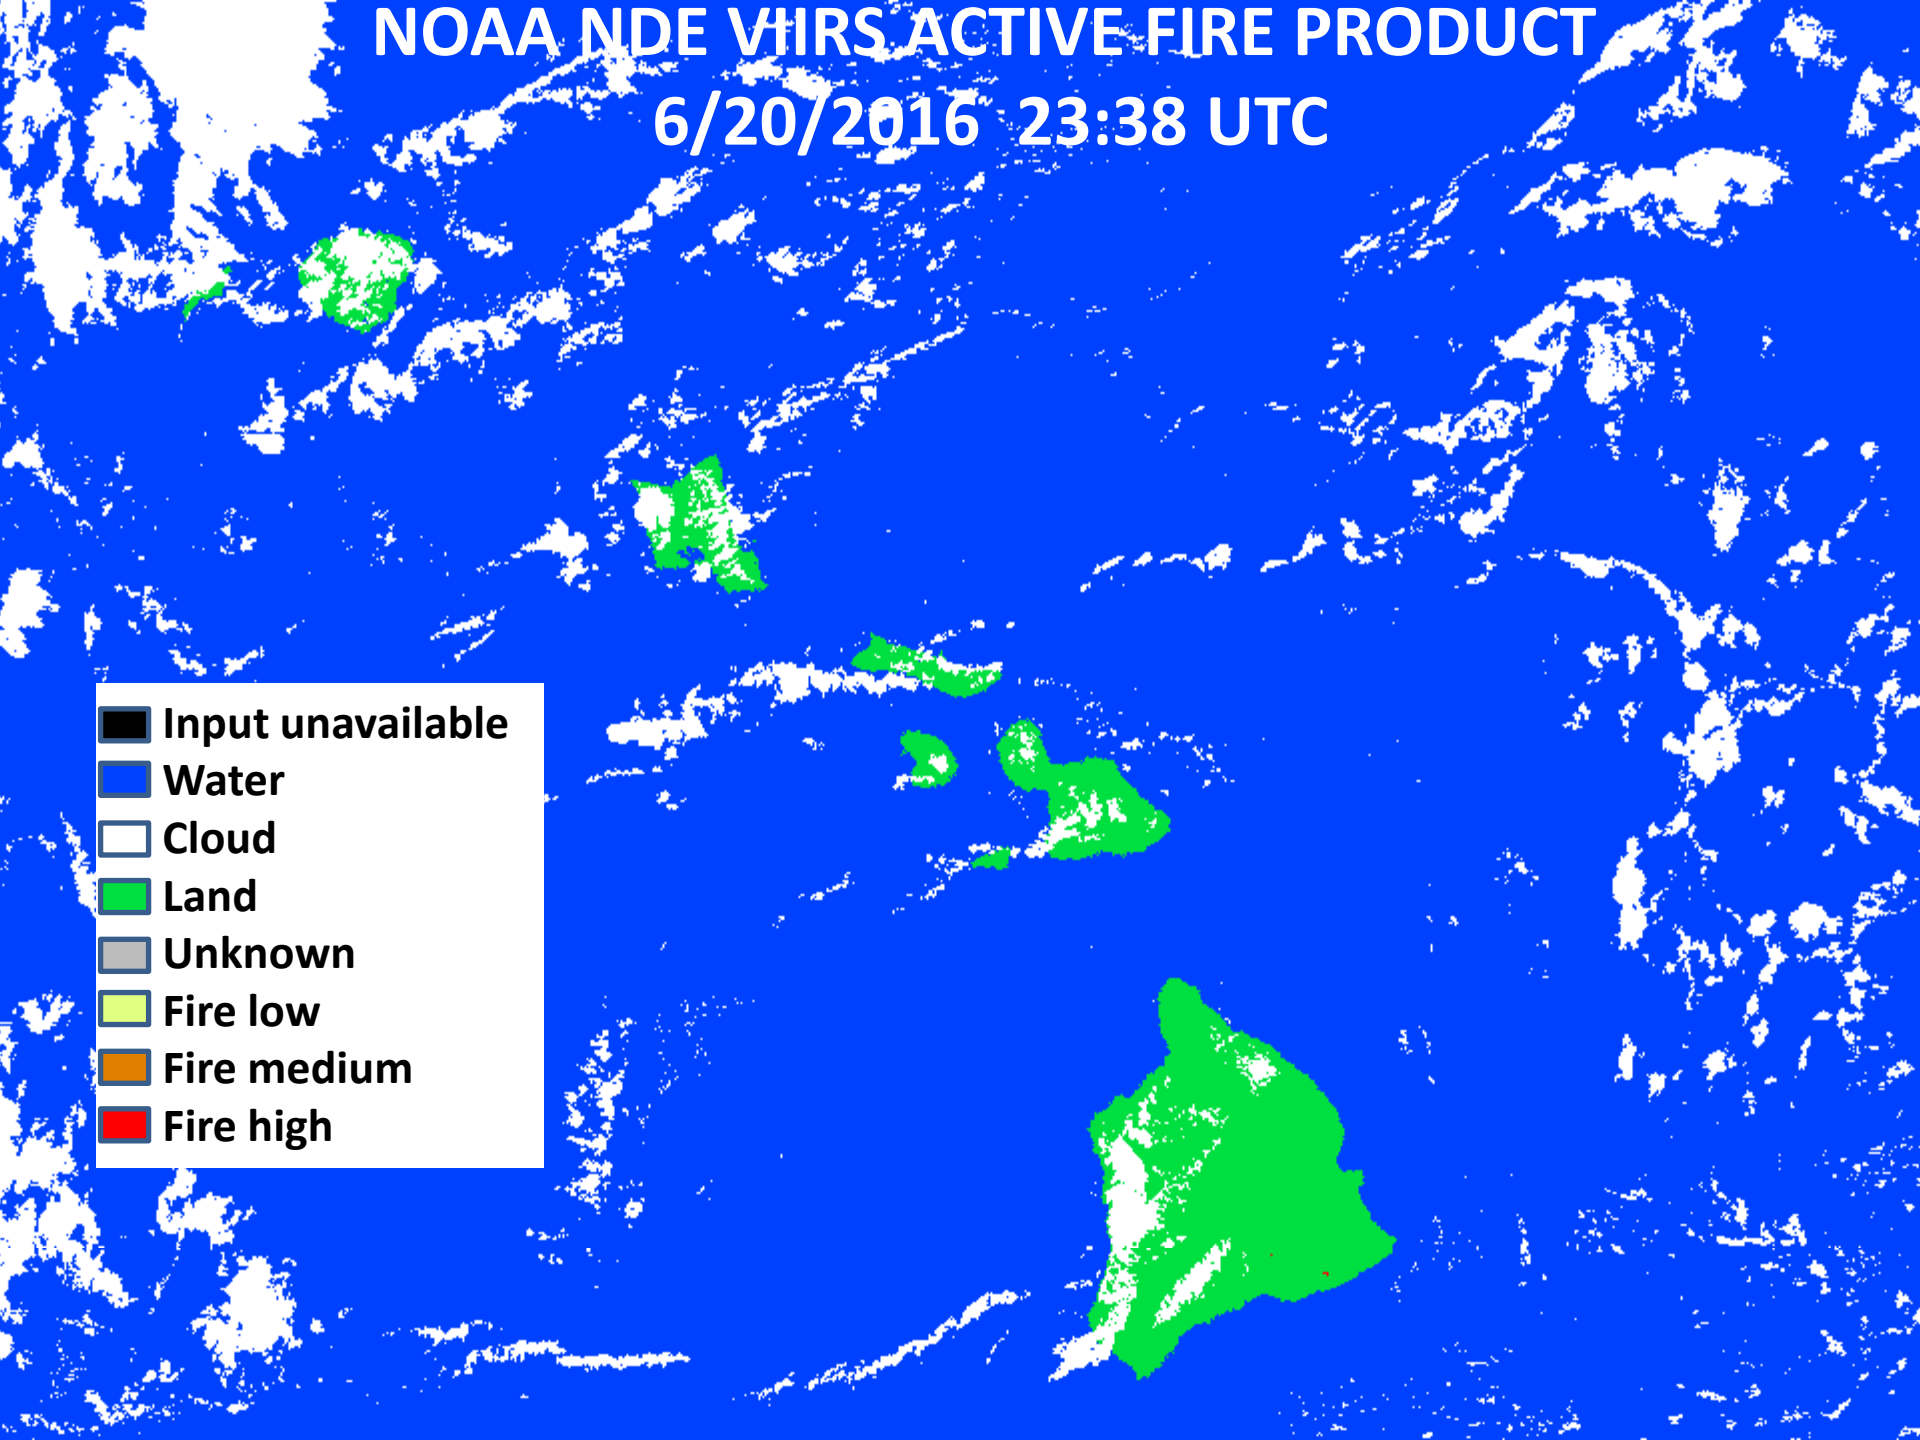 NOAA NDE VIIRS ACTIVE FIRE PRODUCT
6/20/2016 23:38 UTC
Input unavailable
Water
Cloud
Land
Unknown
Fire low
Fire medium
Fire high